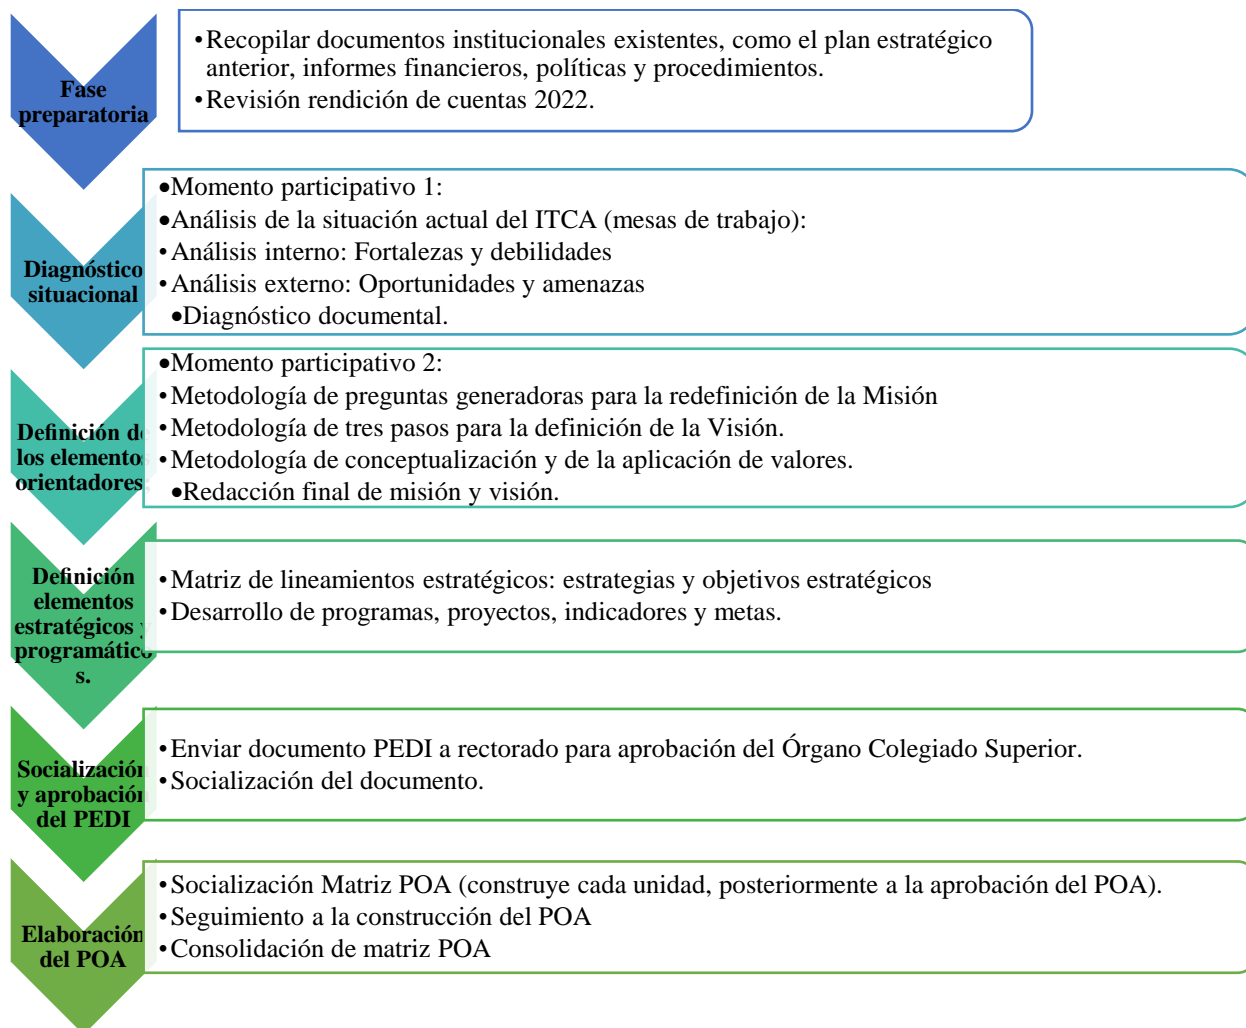 Fase
preparatoria
•Recopilar documentos institucionales existentes, como el plan estratégico
anterior, informes financieros, políticas y procedimientos.
•Revisión rendición de cuentas 2022.
Diagnóstico
situacional
•Momento participativo 1:
•Análisis de la situación actual del ITCA (mesas de trabajo):
•Análisis interno: Fortalezas y debilidades
•Análisis externo: Oportunidades y amenazas
•Diagnóstico documental.
Definición de
los elementos
orientadores:
•Momento participativo 2:
•Metodología de preguntas generadoras para la redefinición de la Misión
•Metodología de tres pasos para la definición de la Visión.
•Metodología de conceptualización y de la aplicación de valores.
•Redacción final de misión y visión.
Definición
elementos
estratégicos y
programático
s.
•Matriz de lineamientos estratégicos: estrategias y objetivos estratégicos
•Desarrollo de programas, proyectos, indicadores y metas.
Socialización
y aprobación
del PEDI
•Enviar documento PEDI a rectorado para aprobación del Órgano Colegiado Superior.
•Socialización del documento.
Elaboración
del POA
•Socialización Matriz POA (construye cada unidad, posteriormente a la aprobación del POA).
•Seguimiento a la construcción del POA
•Consolidación de matriz POA